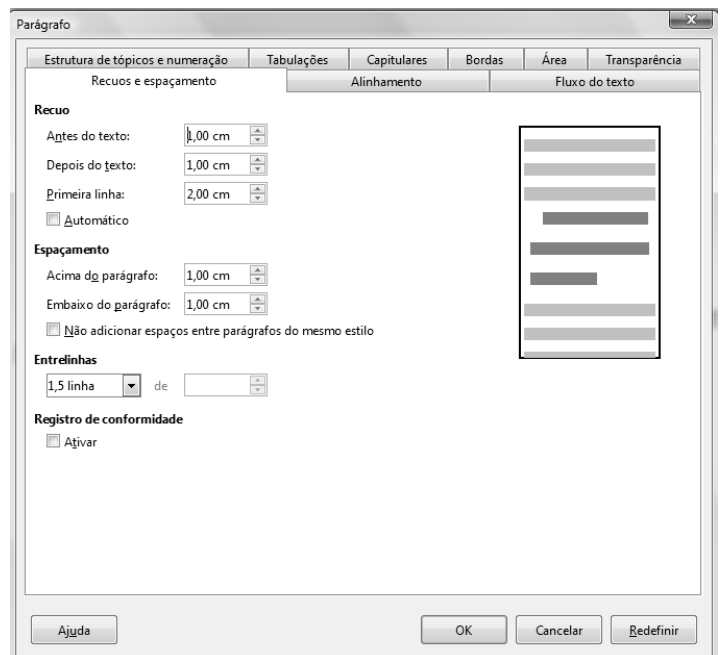 Parágrafo
Estrutura de tópicos e numeração Tabulações Capitulares Bordas Área Transparência
Recuos e espaçamento Alinhamento Fluxo do texto
Recuo
Antes do texto: 1,00 cm
Depois do texto: 1,00 cm
Primeira linha: 2,00 cm
Automático
Espaçamento
Acima do parágrafo: 1,00 cm
Embaixo do parágrafo: 1,00 cm
Não adicionar espaços entre parágrafos do mesmo estilo
Entrelinhas
1,5 linha de
Registro de conformidade
Ativar
Ajuda OK Cancelar Redefinir